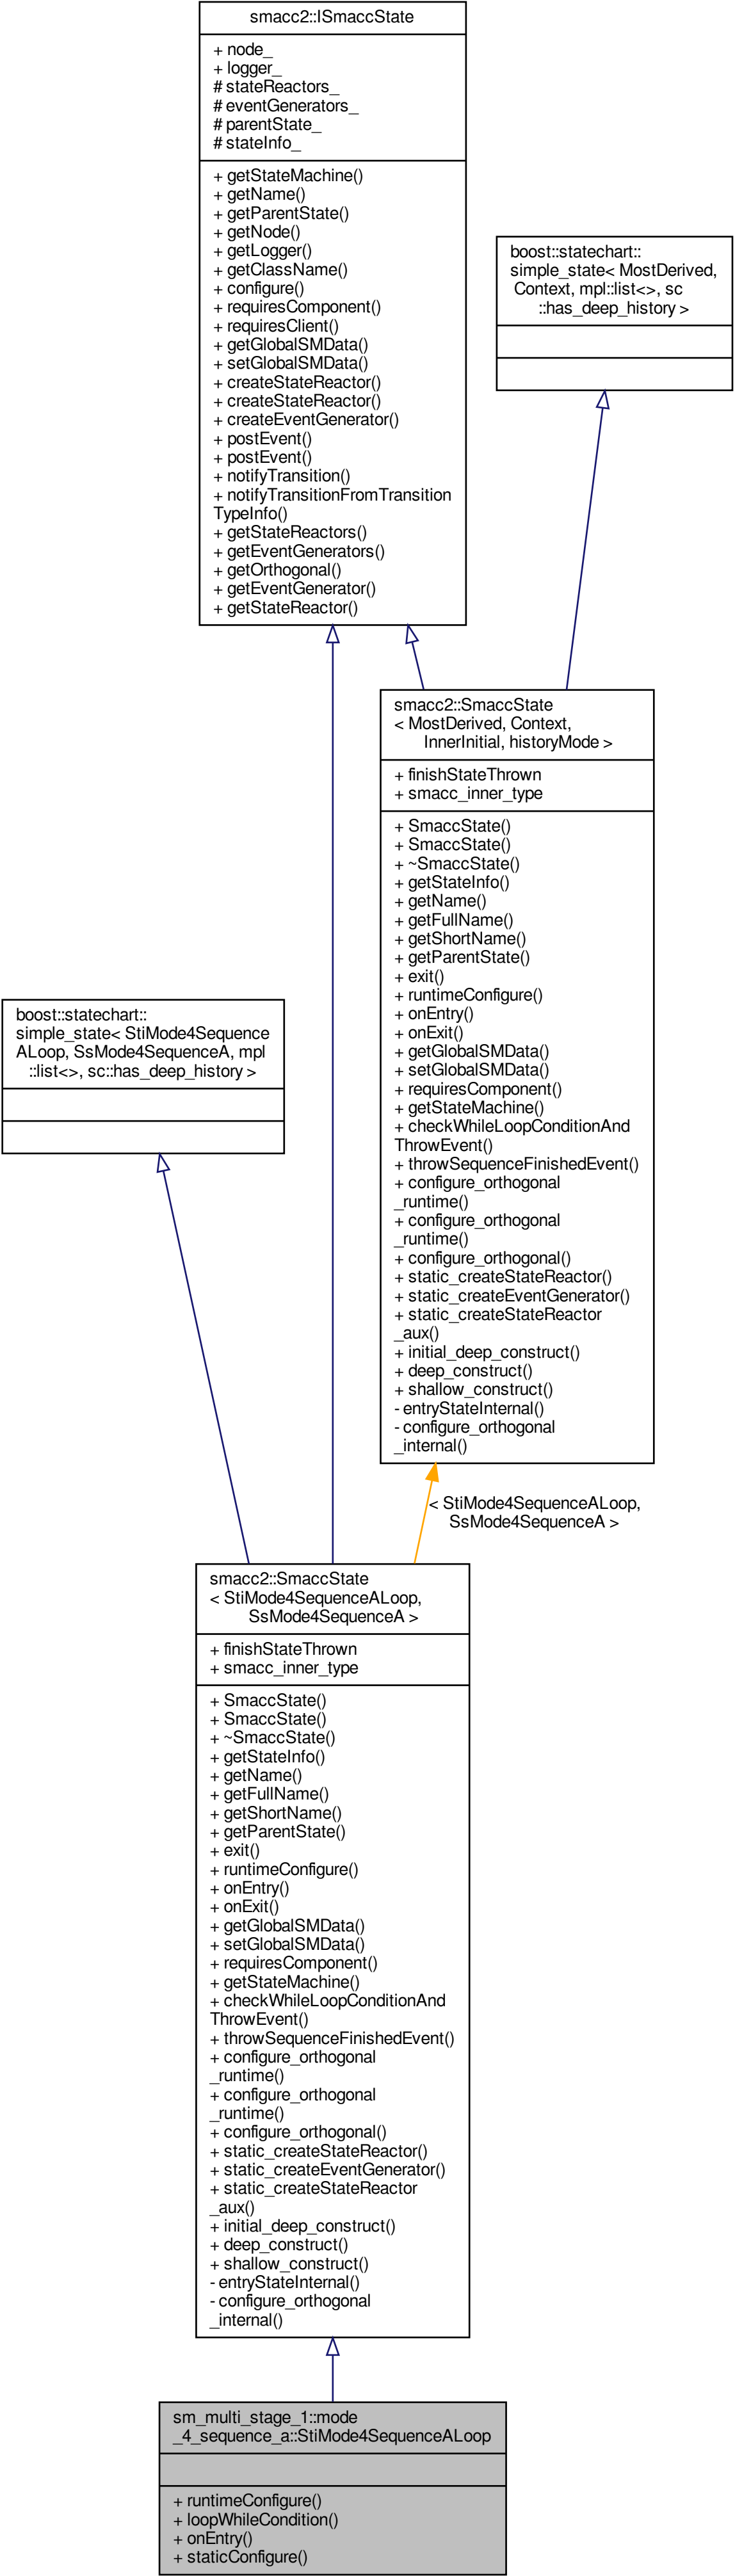 smacc2::ISmaccState
+ node_
+ logger_
# stateReactors_
# eventGenerators_
# parentState_
# stateInfo_
+ getStateMachine()
+ getName()
+ getParentState()
+ getNode()
+ getLogger()
+ getClassName()
+ configure()
+ requiresComponent()
+ requiresClient()
+ getGlobalSMData()
+ setGlobalSMData()
+ createStateReactor()
+ createStateReactor()
+ createEventGenerator()
+ postEvent()
+ postEvent()
+ notifyTransition()
+ notifyTransitionFromTransition
TypeInfo()
+ getStateReactors()
+ getEventGenerators()
+ getOrthogonal()
+ getEventGenerator()
+ getStateReactor()
boost::statechart::
simple_state< MostDerived,
Context, mpl::list<>, sc
::has_deep_history >
smacc2::SmaccState
< MostDerived, Context,
InnerInitial, historyMode >
+ finishStateThrown
+ smacc_inner_type
+ SmaccState()
+ SmaccState()
+ ~SmaccState()
+ getStateInfo()
+ getName()
+ getFullName()
+ getShortName()
+ getParentState()
+ exit()
+ runtimeConfigure()
+ onEntry()
+ onExit()
+ getGlobalSMData()
+ setGlobalSMData()
+ requiresComponent()
+ getStateMachine()
+ checkWhileLoopConditionAnd
ThrowEvent()
+ throwSequenceFinishedEvent()
+ configure_orthogonal
_runtime()
+ configure_orthogonal
_runtime()
+ configure_orthogonal()
+ static_createStateReactor()
+ static_createEventGenerator()
+ static_createStateReactor
_aux()
+ initial_deep_construct()
+ deep_construct()
+ shallow_construct()
- entryStateInternal()
- configure_orthogonal
_internal()
boost::statechart::
simple_state< StiMode4Sequence
ALoop, SsMode4SequenceA, mpl
::list<>, sc::has_deep_history >
< StiMode4SequenceALoop,
SsMode4SequenceA >
smacc2::SmaccState
< StiMode4SequenceALoop,
SsMode4SequenceA >
+ finishStateThrown
+ smacc_inner_type
+ SmaccState()
+ SmaccState()
+ ~SmaccState()
+ getStateInfo()
+ getName()
+ getFullName()
+ getShortName()
+ getParentState()
+ exit()
+ runtimeConfigure()
+ onEntry()
+ onExit()
+ getGlobalSMData()
+ setGlobalSMData()
+ requiresComponent()
+ getStateMachine()
+ checkWhileLoopConditionAnd
ThrowEvent()
+ throwSequenceFinishedEvent()
+ configure_orthogonal
_runtime()
+ configure_orthogonal
_runtime()
+ configure_orthogonal()
+ static_createStateReactor()
+ static_createEventGenerator()
+ static_createStateReactor
_aux()
+ initial_deep_construct()
+ deep_construct()
+ shallow_construct()
- entryStateInternal()
- configure_orthogonal
_internal()
sm_multi_stage_1::mode
_4_sequence_a::StiMode4SequenceALoop
+ runtimeConfigure()
+ loopWhileCondition()
+ onEntry()
+ staticConfigure()